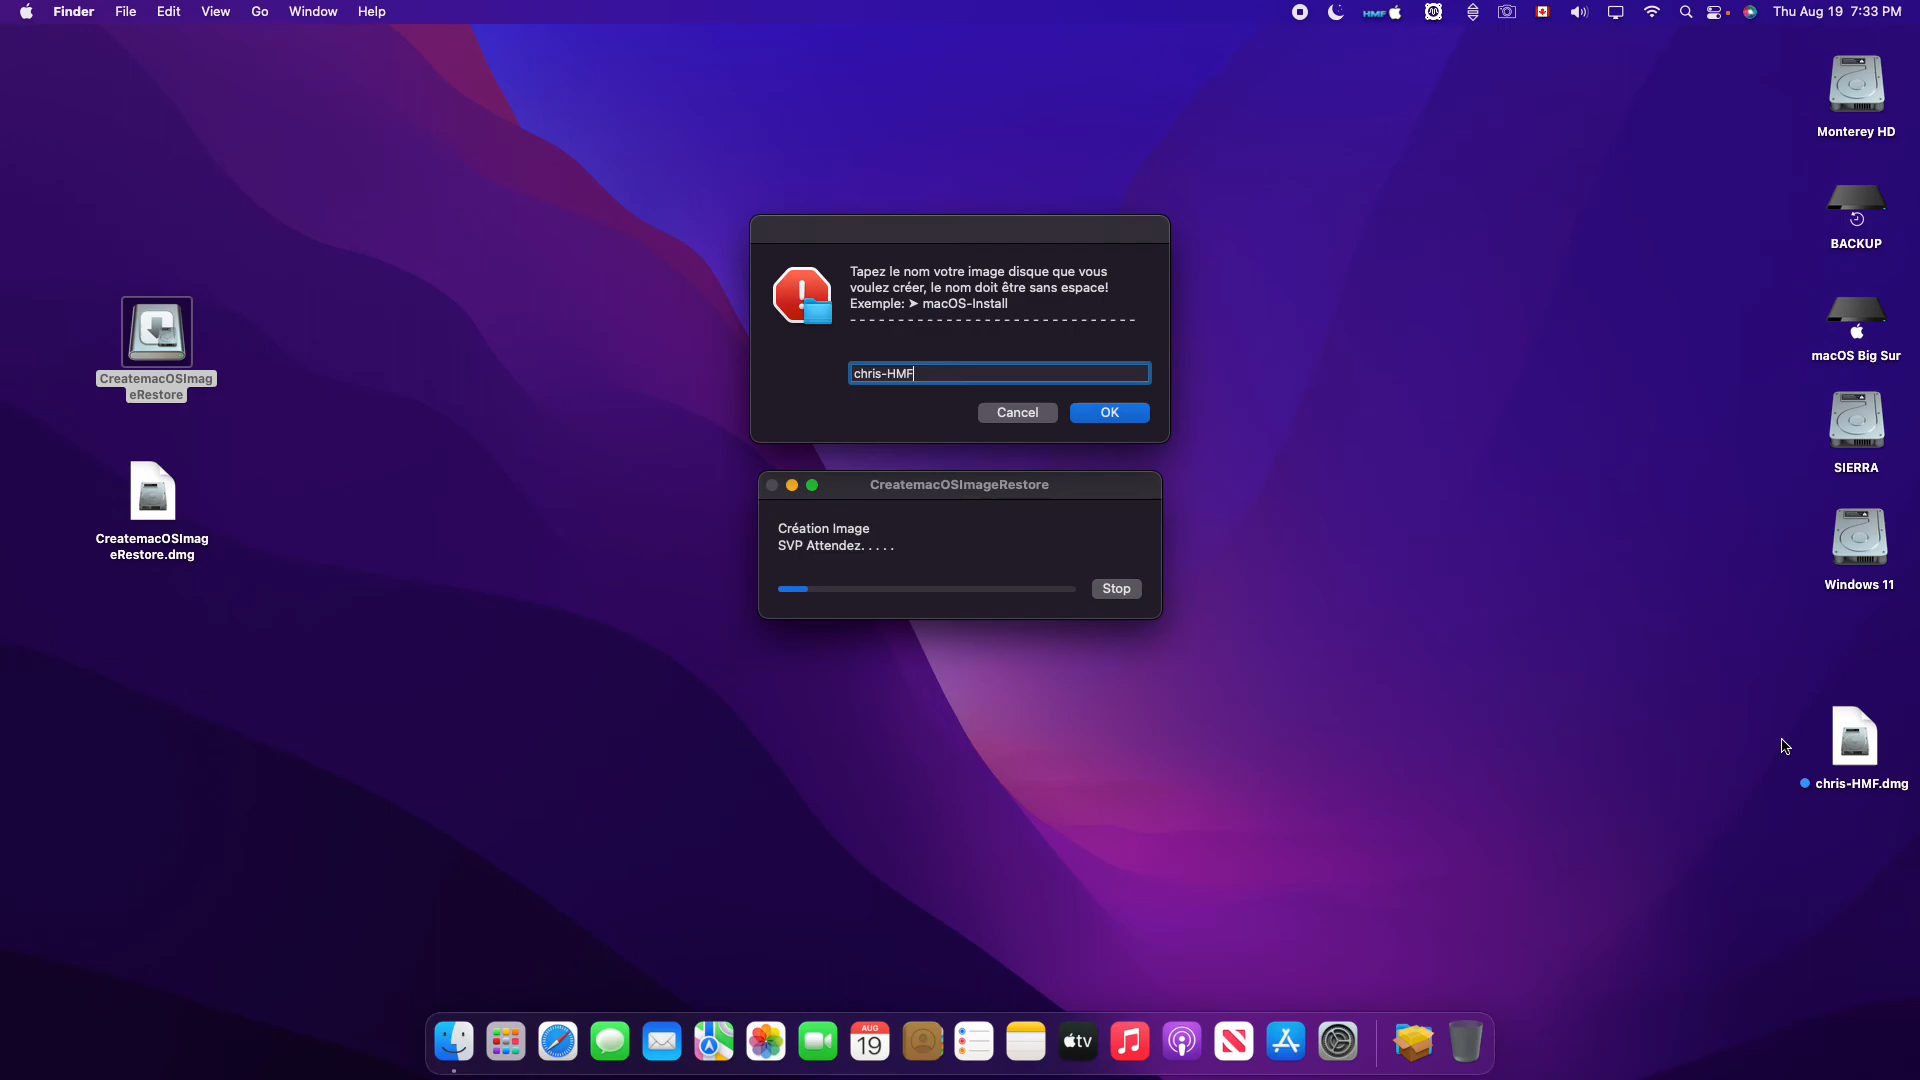 Finder File Edit View Go Window Help
HMF
Thu Aug 19 7:33 PM
Monterey HD
BACKUP
macOS Big Sur
SIERRA
Windows 11
chris-HMF.dmg
CreatemacOSImag
eRestore
CreatemacOSImag
eRestore.dmg
Tapez le nom votre image disque que vous
voulez créer, le nom doit être sans espace!
Exemple: ➤ macOS-Install
- - - - - - - - - - - - - - - - - - - - - - - - - - - - - -
chris-HMF
Cancel OK
CreatemacOSImageRestore
Création Image
SVP Attendez. . . . .
Stop
AUG
19
tv